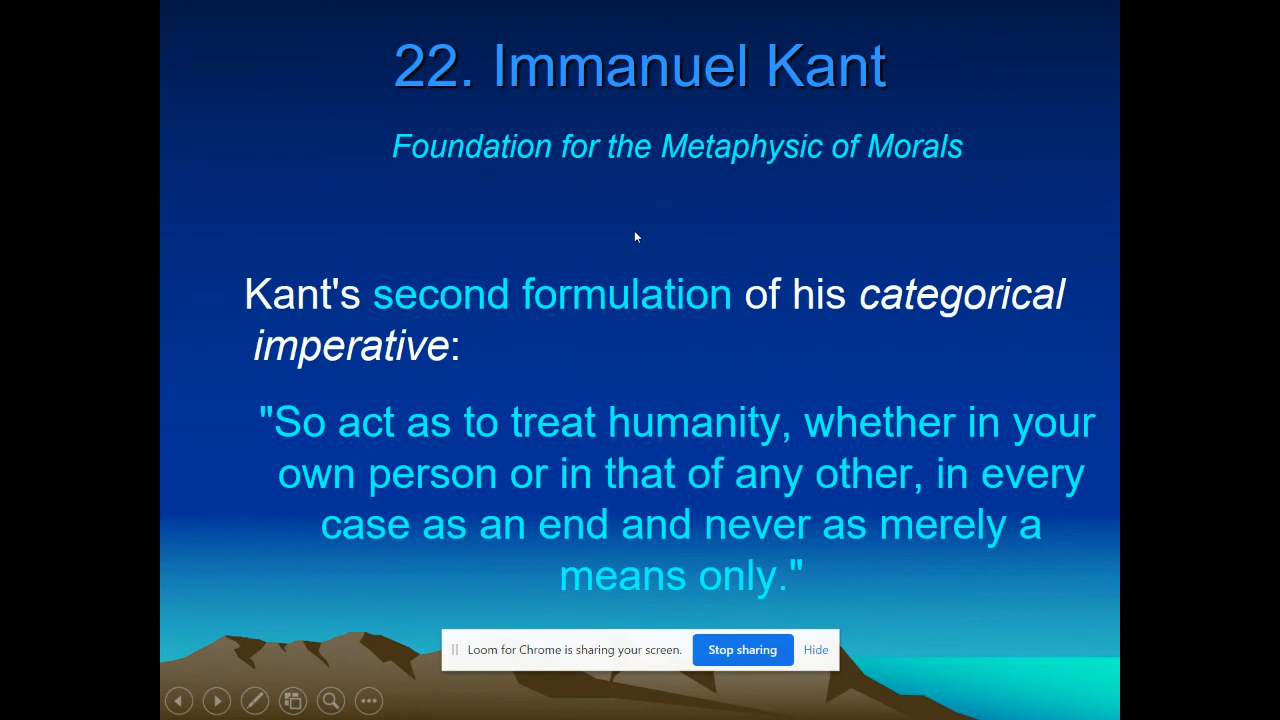 22. Immanuel Kant
Foundation for the Metaphysic of Morals
Kant's second formulation of his categorical
imperative:
"So act as to treat humanity, whether in your
own person or in that of any other, in every
case as an end and never as merely a
means only."
Loom for Chrome is sharing your screen. Stop sharing Hide